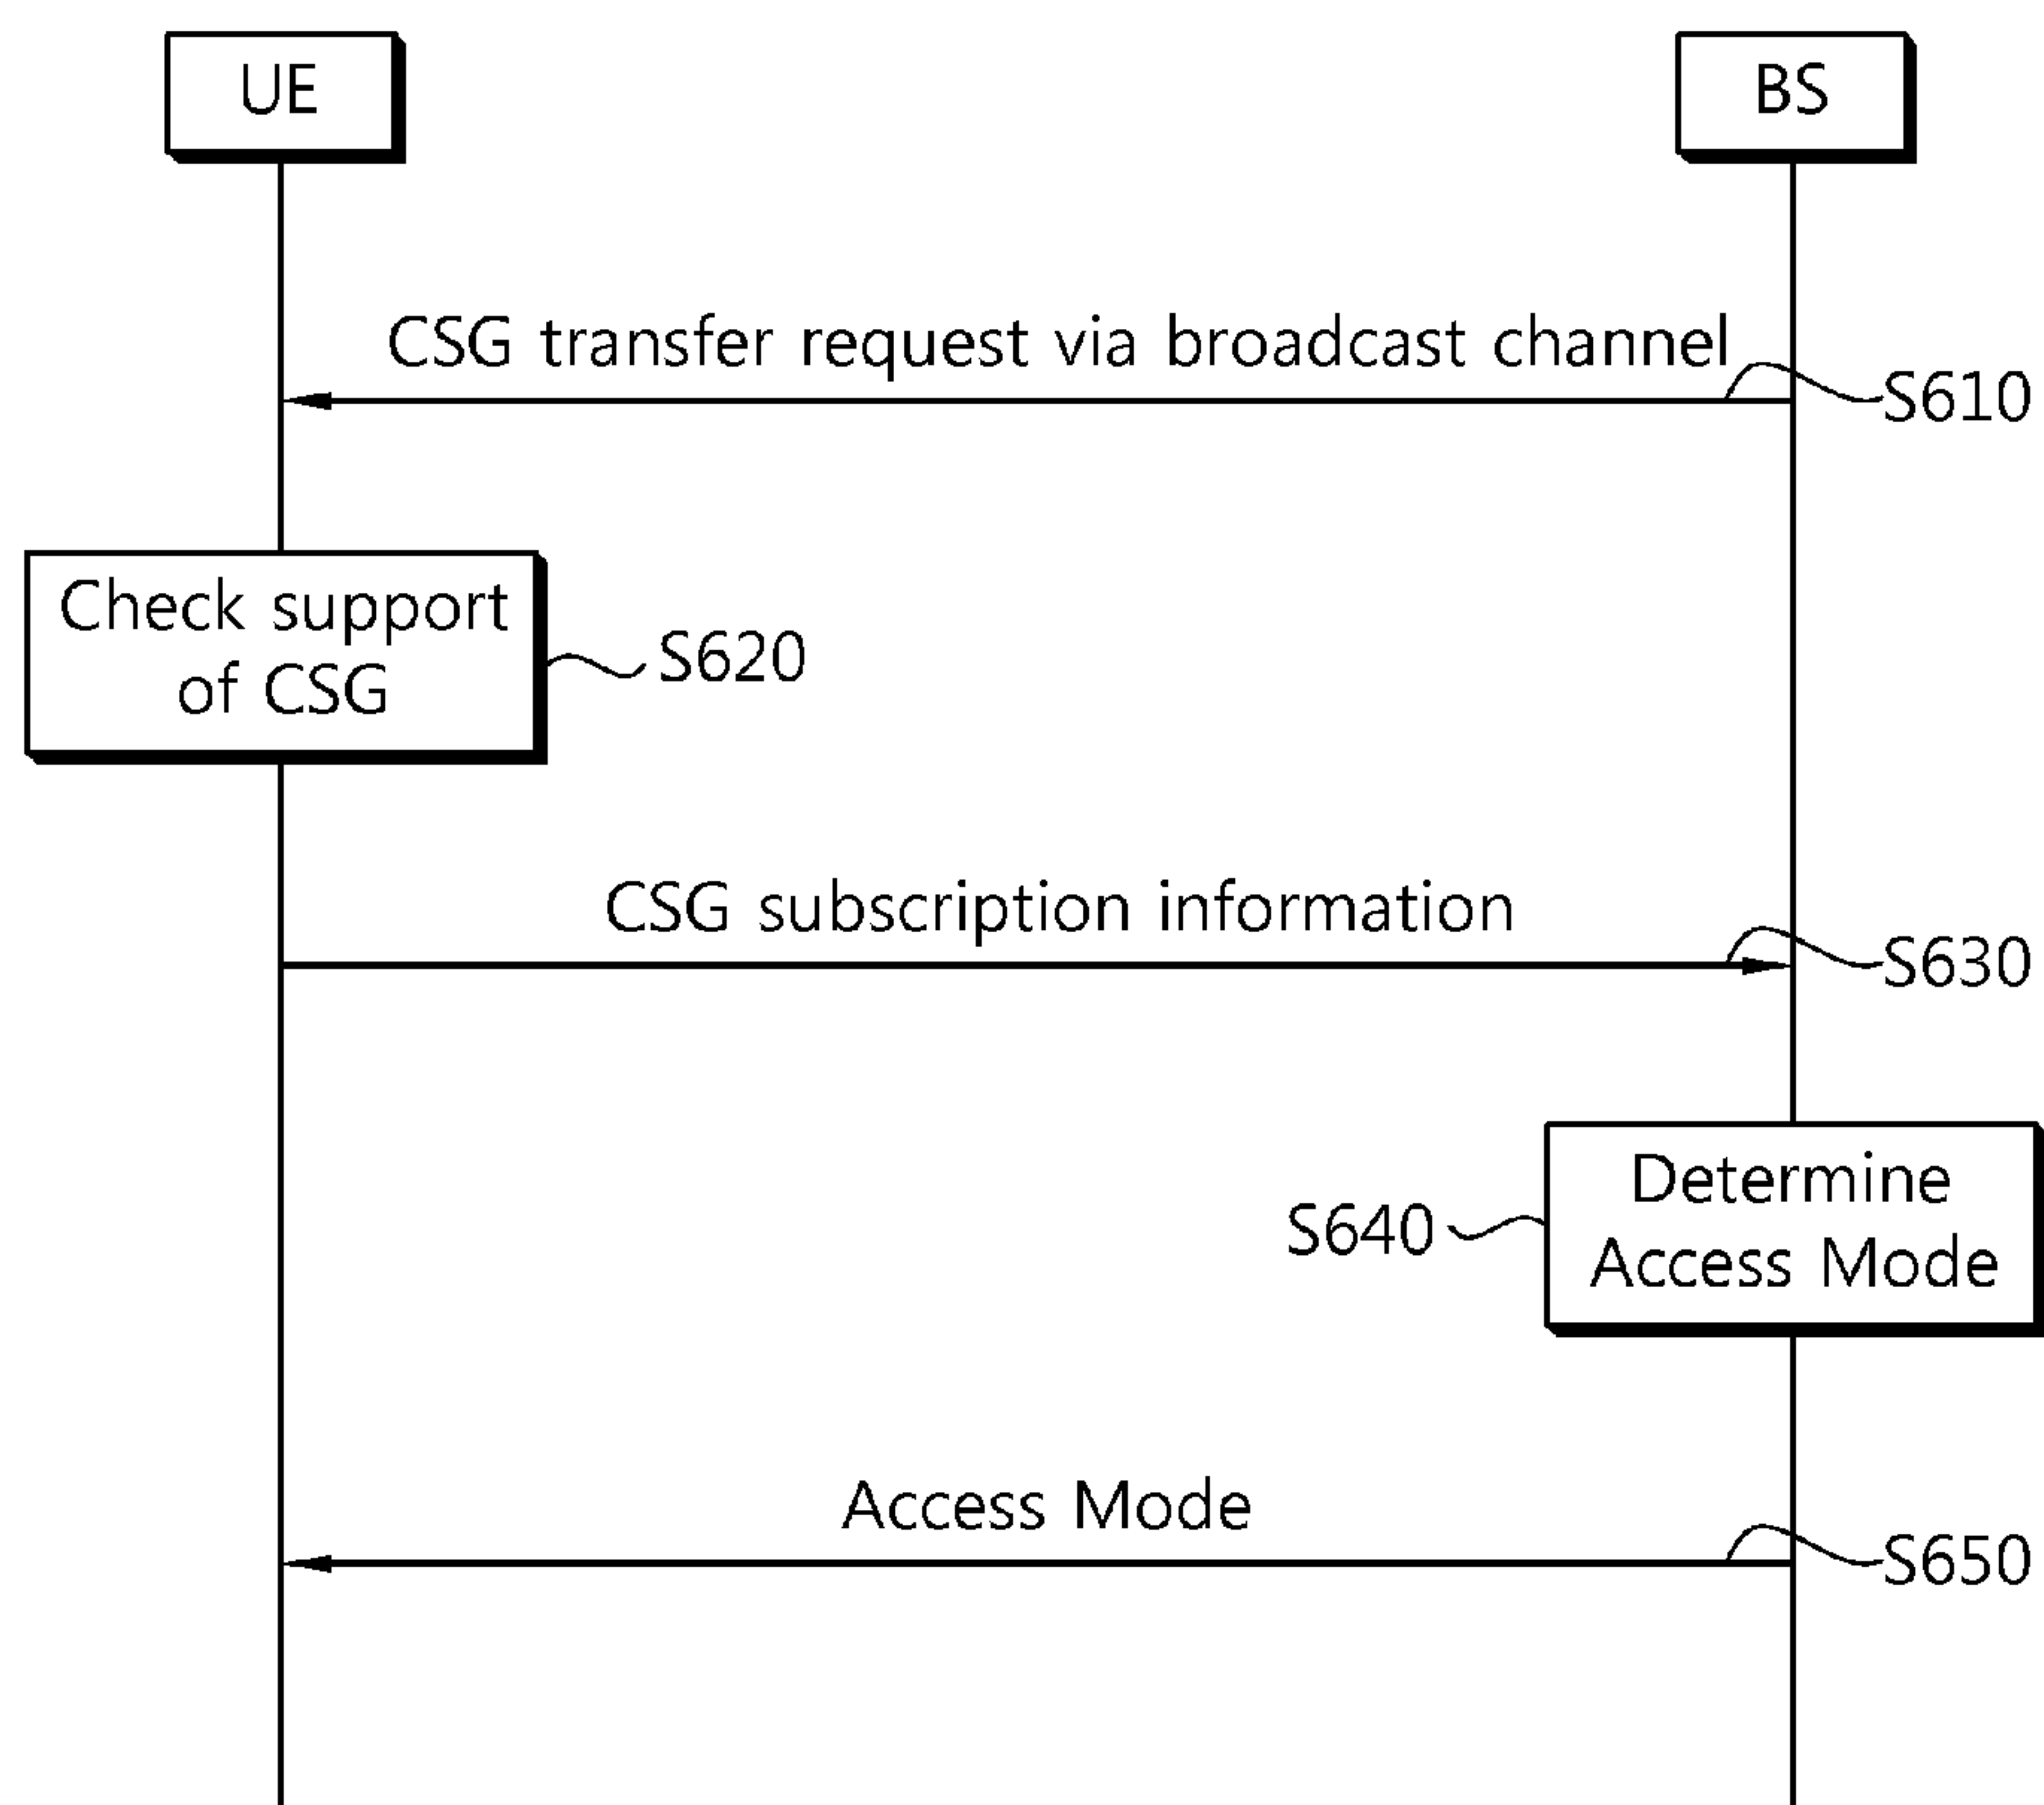 UE
BS
CSG transfer request via broadcast channel
S610
Check support
of CSG
S620
CSG subscription information
S630
Determine
Access Mode
S640
Access Mode
S650